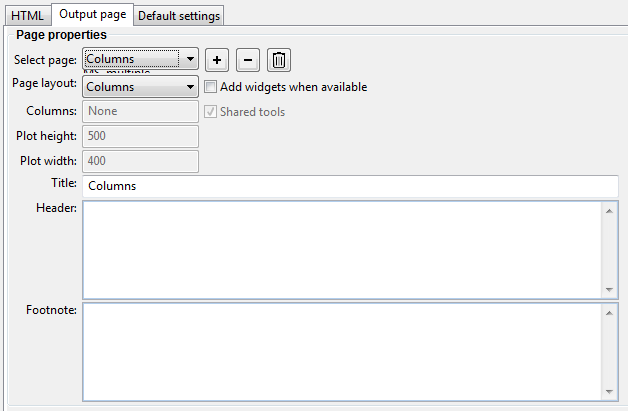 HTML Output page Default settings
Page properties
Select page: Columns + −
MS_multiple
Page layout: Columns Add widgets when available
Columns: None Shared tools
Plot height: 500
Plot width: 400
Title: Columns
Header:
Footnote: